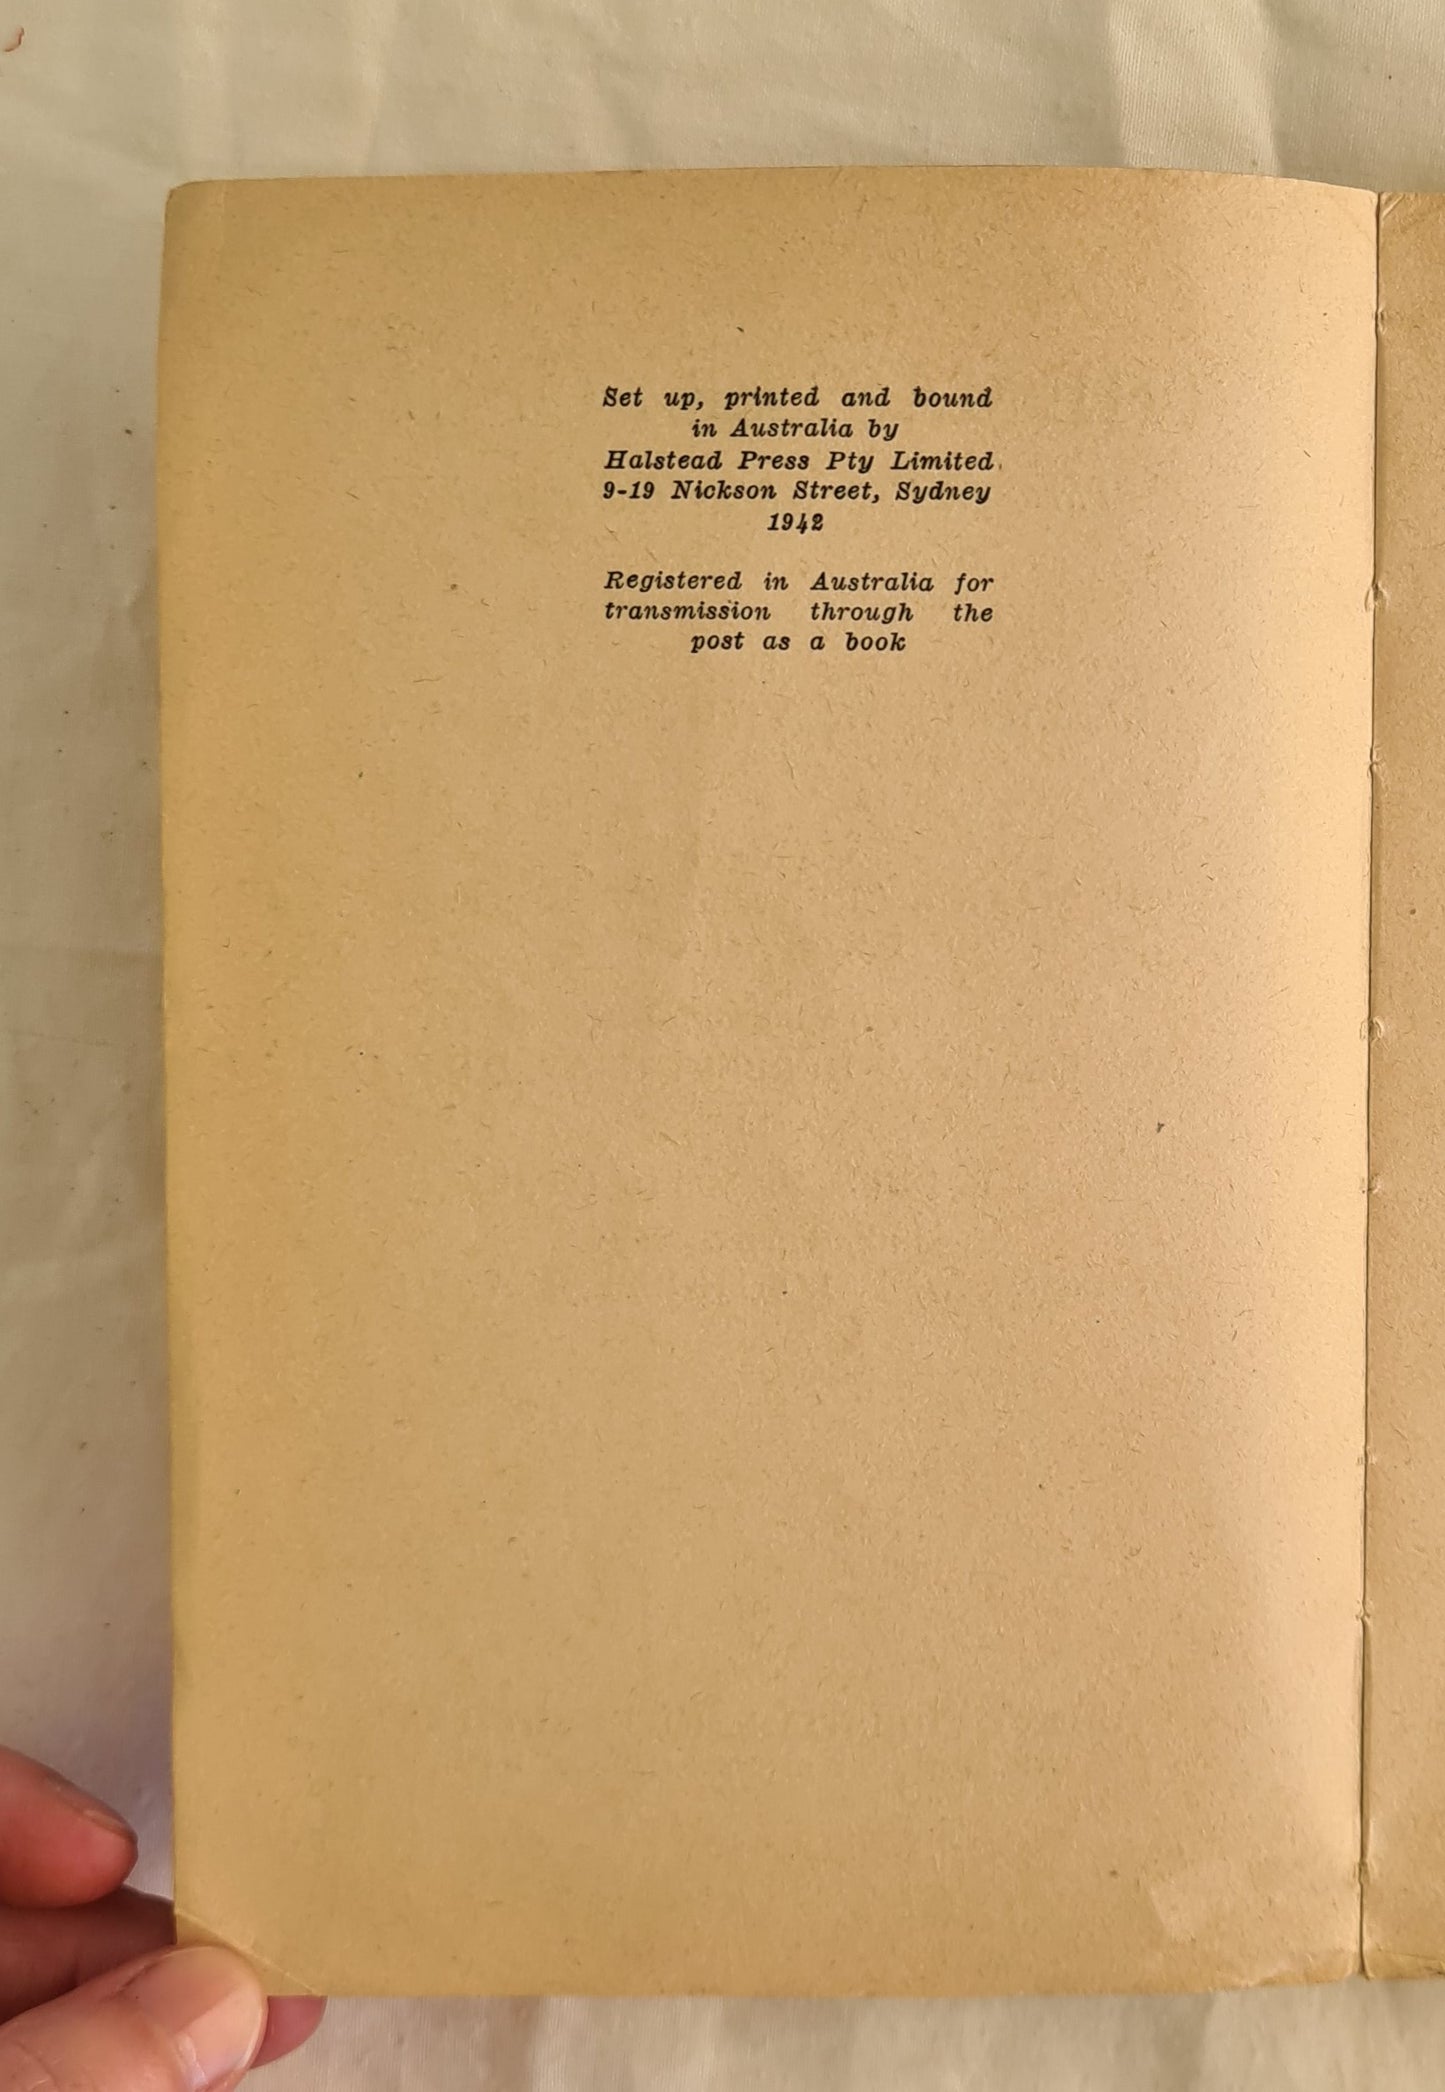 Set up, printed and bound
in Australia by
Halstead Press Pty Limited
9-19 Nickson Street, Sydney
1942
Registered in Australia for
transmission through the
post as a book